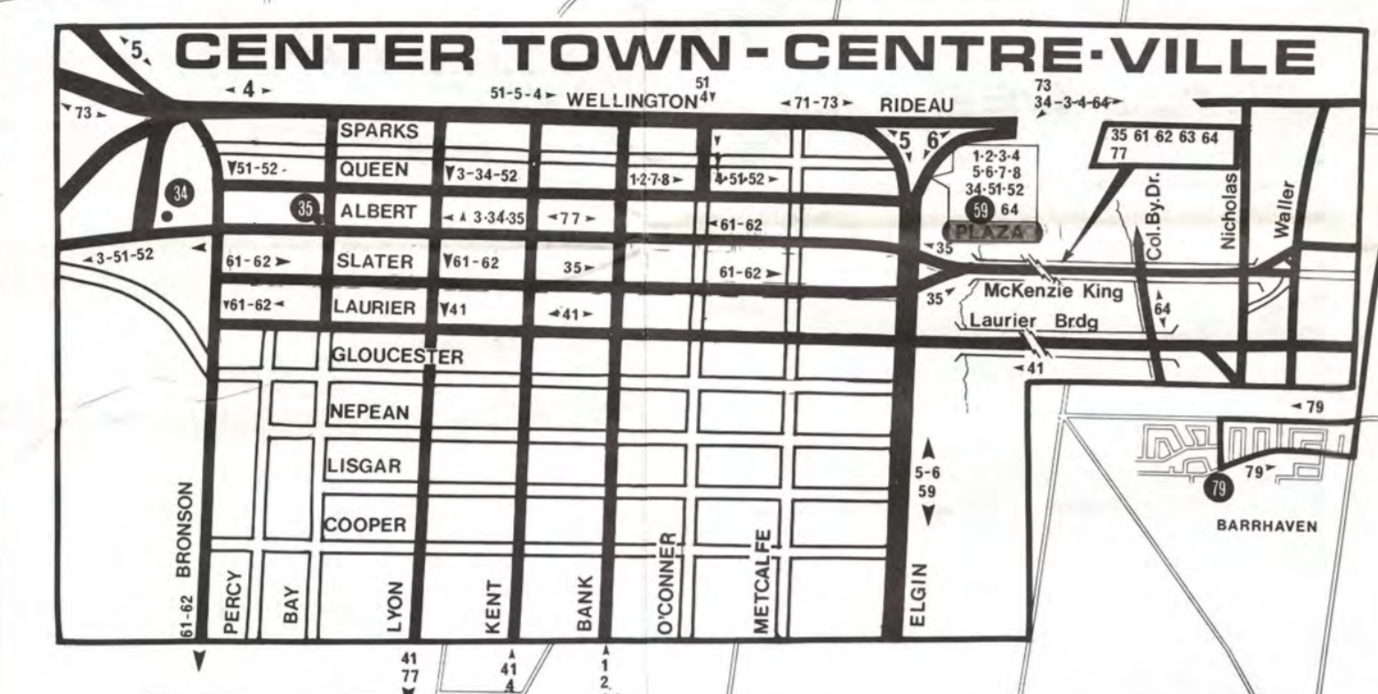 CENTER TOWN - CENTRE-VILLE
5
4
51-5-4
WELLINGTON
51
4
71-73
RIDEAU
73
34-3-4-64
73
SPARKS
5 6
35 61-62 63 64
77
1-2-3-4
5-6-7-8
34-51-52
59 64
PLAZA
51-52
QUEEN
3-34-52
1-2-7-8
4-51-52
34
35
ALBERT
3-34-35
77
61-62
35
Col.By.Dr.
Nicholas
Waller
3-51-52
61-62
SLATER
61-62
35
61-62
35
McKenzie King
61-62
LAURIER
41
41
Laurier Brdg
64
GLOUCESTER
41
NEPEAN
79
LISGAR
5-6
59
79
79
COOPER
BARRHAVEN
61-62 BRONSON
PERCY
BAY
LYON
KENT
BANK
O'CONNER
METCALFE
ELGIN
41
77
41
4
1
2